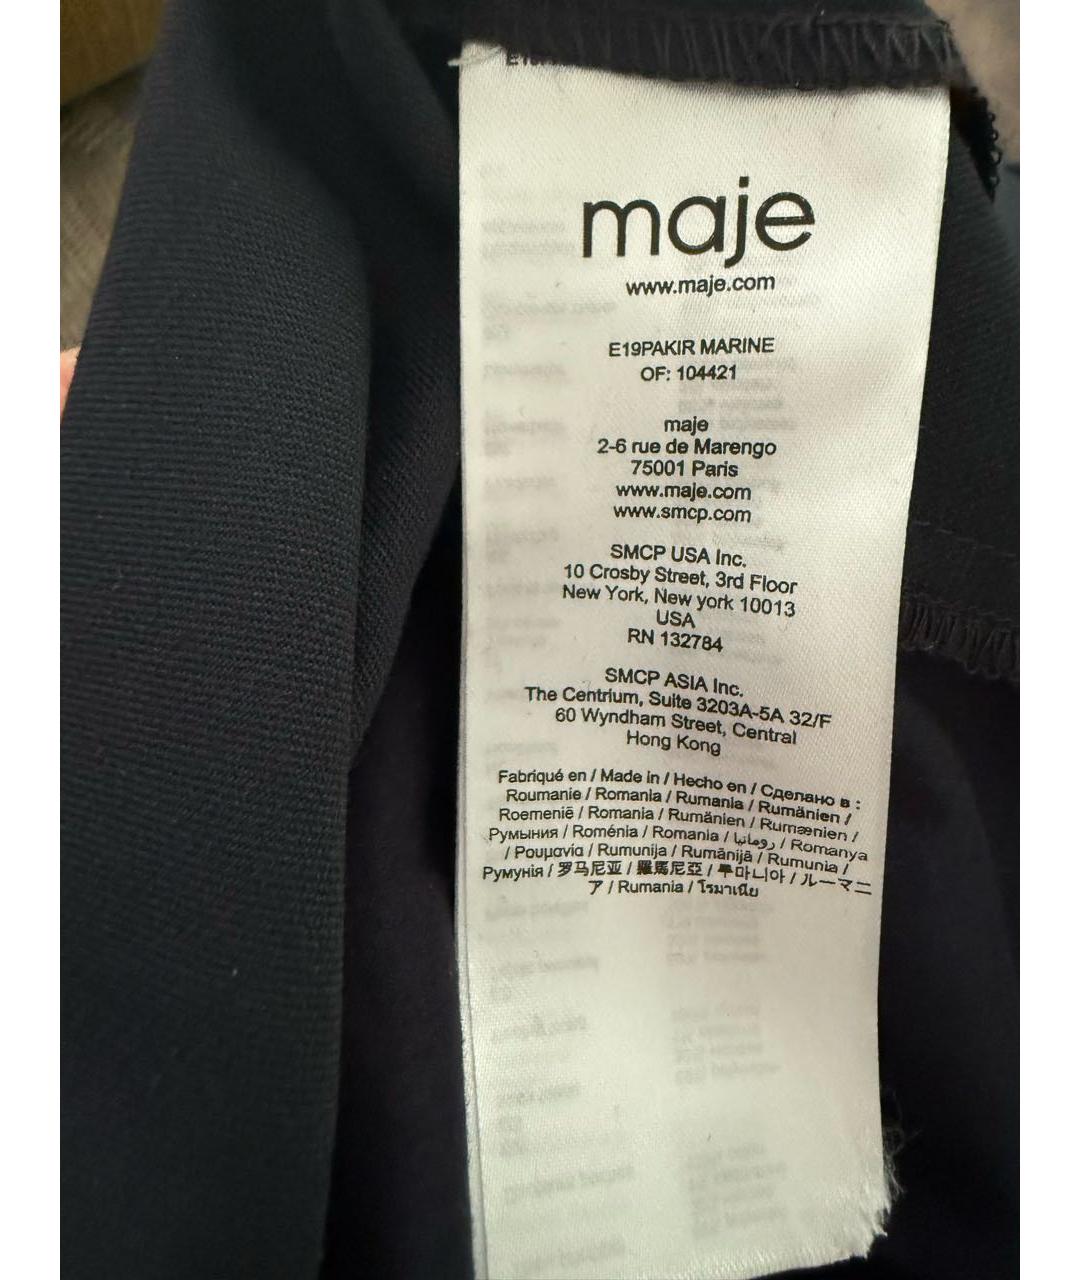 maje
www.maje.com
E19PAKIR MARINE
OF: 104421
maje
2-6 rue de Marengo
75001 Paris
www.maje.com
www.smcp.com
SMCP USA Inc.
10 Crosby Street, 3rd Floor
New York, New york 10013
USA
RN 132784
SMCP ASIA Inc.
The Centrium, Suite 3203A-5A 32/F
60 Wyndham Street, Central
Hong Kong
Fabriqué en / Made in / Hecho en / Сделано в :
Roumanie / Romania / Rumania / Rumänien /
Roemenië / Romania / Rumänien / Rumænien /
Румыния / Roménia / Romania / رومانيا / Romanya
/ Ρουμανία / Rumunija / Rumānijā / Rumunia /
Румунія / 罗马尼亚 / 羅馬尼亞 / 루마니아 / ルーマニ
ア / Rumania / โรมาเนีย